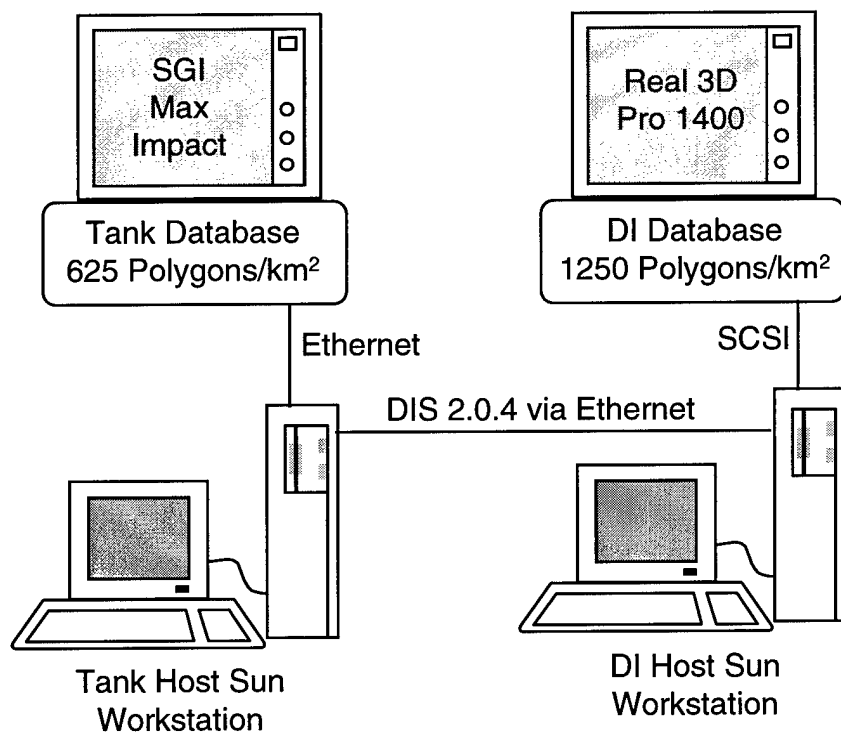 SGI
Max
Impact
Real 3D
Pro 1400
Tank Database
625 Polygons/km²
DI Database
1250 Polygons/km²
Ethernet
SCSI
DIS 2.0.4 via Ethernet
Tank Host Sun
Workstation
DI Host Sun
Workstation